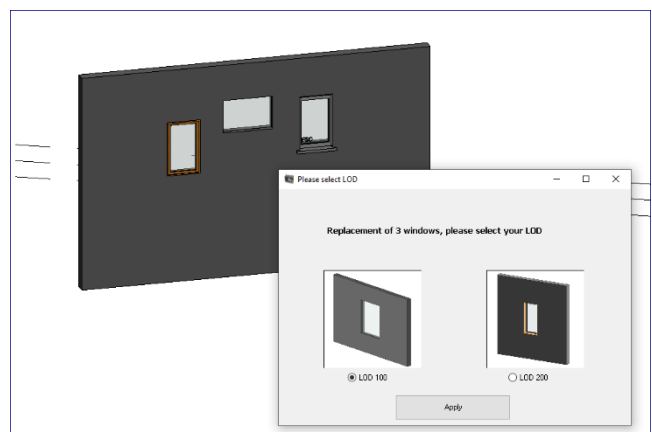 Please select LOD
Replacement of 3 windows, please select your LOD
LOD 100
LOD 200
Apply